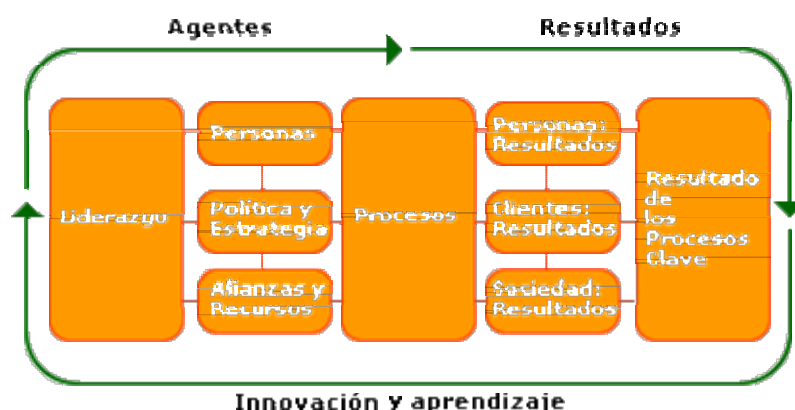 Agentes
Resultados
Liderazgo
Personas
Política y
Estrategia
Alianzas y
Recursos
Procesos
Personas:
Resultados
Clientes:
Resultados
Sociedad:
Resultados
Resultado
de
los
Procesos
Clave
Innovación y aprendizaje